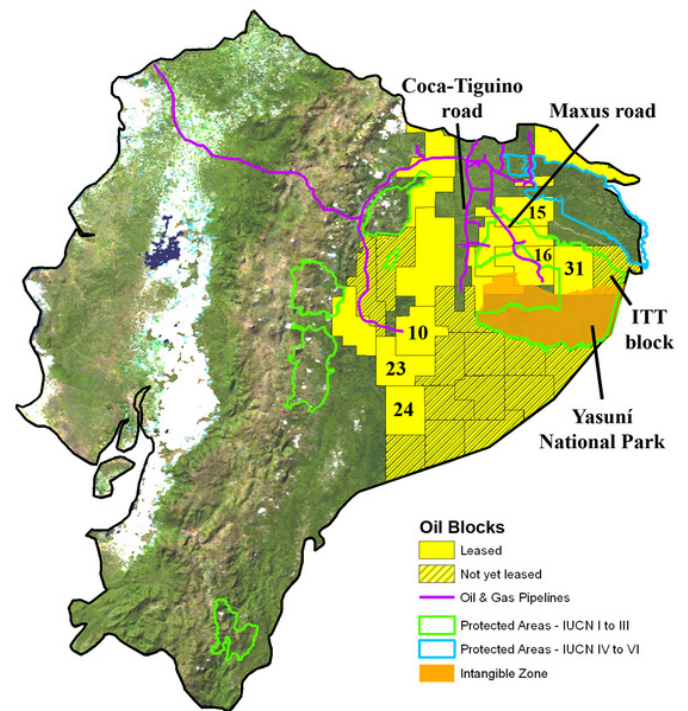 Coca-Tiguino
road
Maxus road
15
16
31
ITT
block
10
23
24
Yasuní
National Park
Oil Blocks
Leased
Not yet leased
Oil & Gas Pipelines
Protected Areas - IUCN I to III
Protected Areas - IUCN IV to VI
Intangible Zone